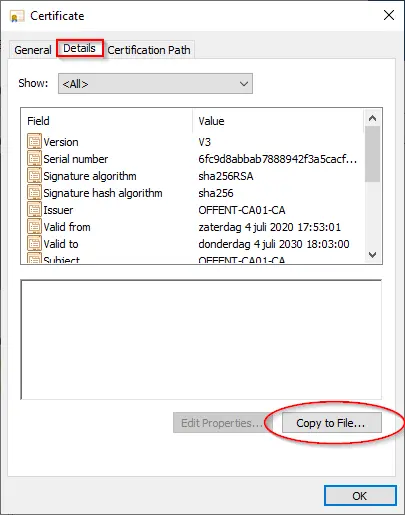 Certificate
General Details Certification Path
Show: <All>
Field Value
Version V3
Serial number 6fc9d8abbab7888942f3a5cacf...
Signature algorithm sha256RSA
Signature hash algorithm sha256
Issuer OFFENT-CA01-CA
Valid from zaterdag 4 juli 2020 17:53:01
Valid to donderdag 4 juli 2030 18:03:00
Subject OFFENT-CA01-CA
Edit Properties... Copy to File...
OK